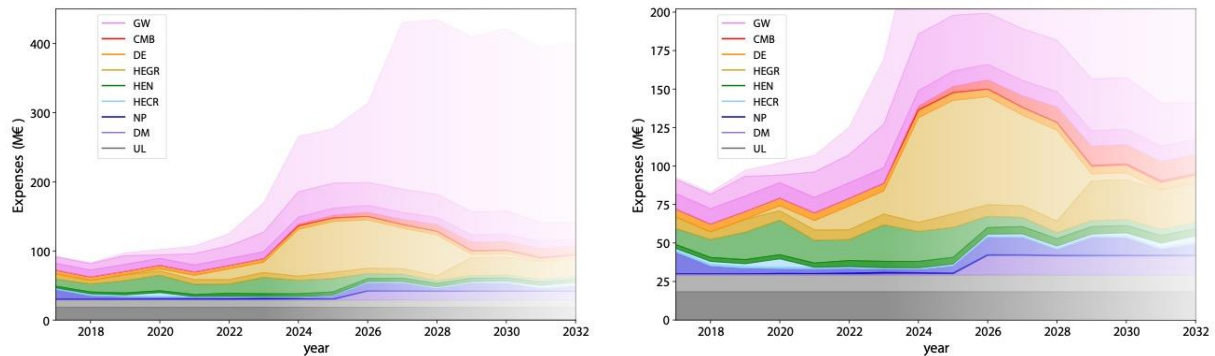 Expenses (M€)
400
300
200
100
0
GW
CMB
DE
HEGR
HEN
HECR
NP
DM
UL
2018 2020 2022 2024 2026 2028 2030 2032
year
Expenses (M€)
200
175
150
125
100
75
50
25
0
GW
CMB
DE
HEGR
HEN
HECR
NP
DM
UL
2018 2020 2022 2024 2026 2028 2030 2032
year